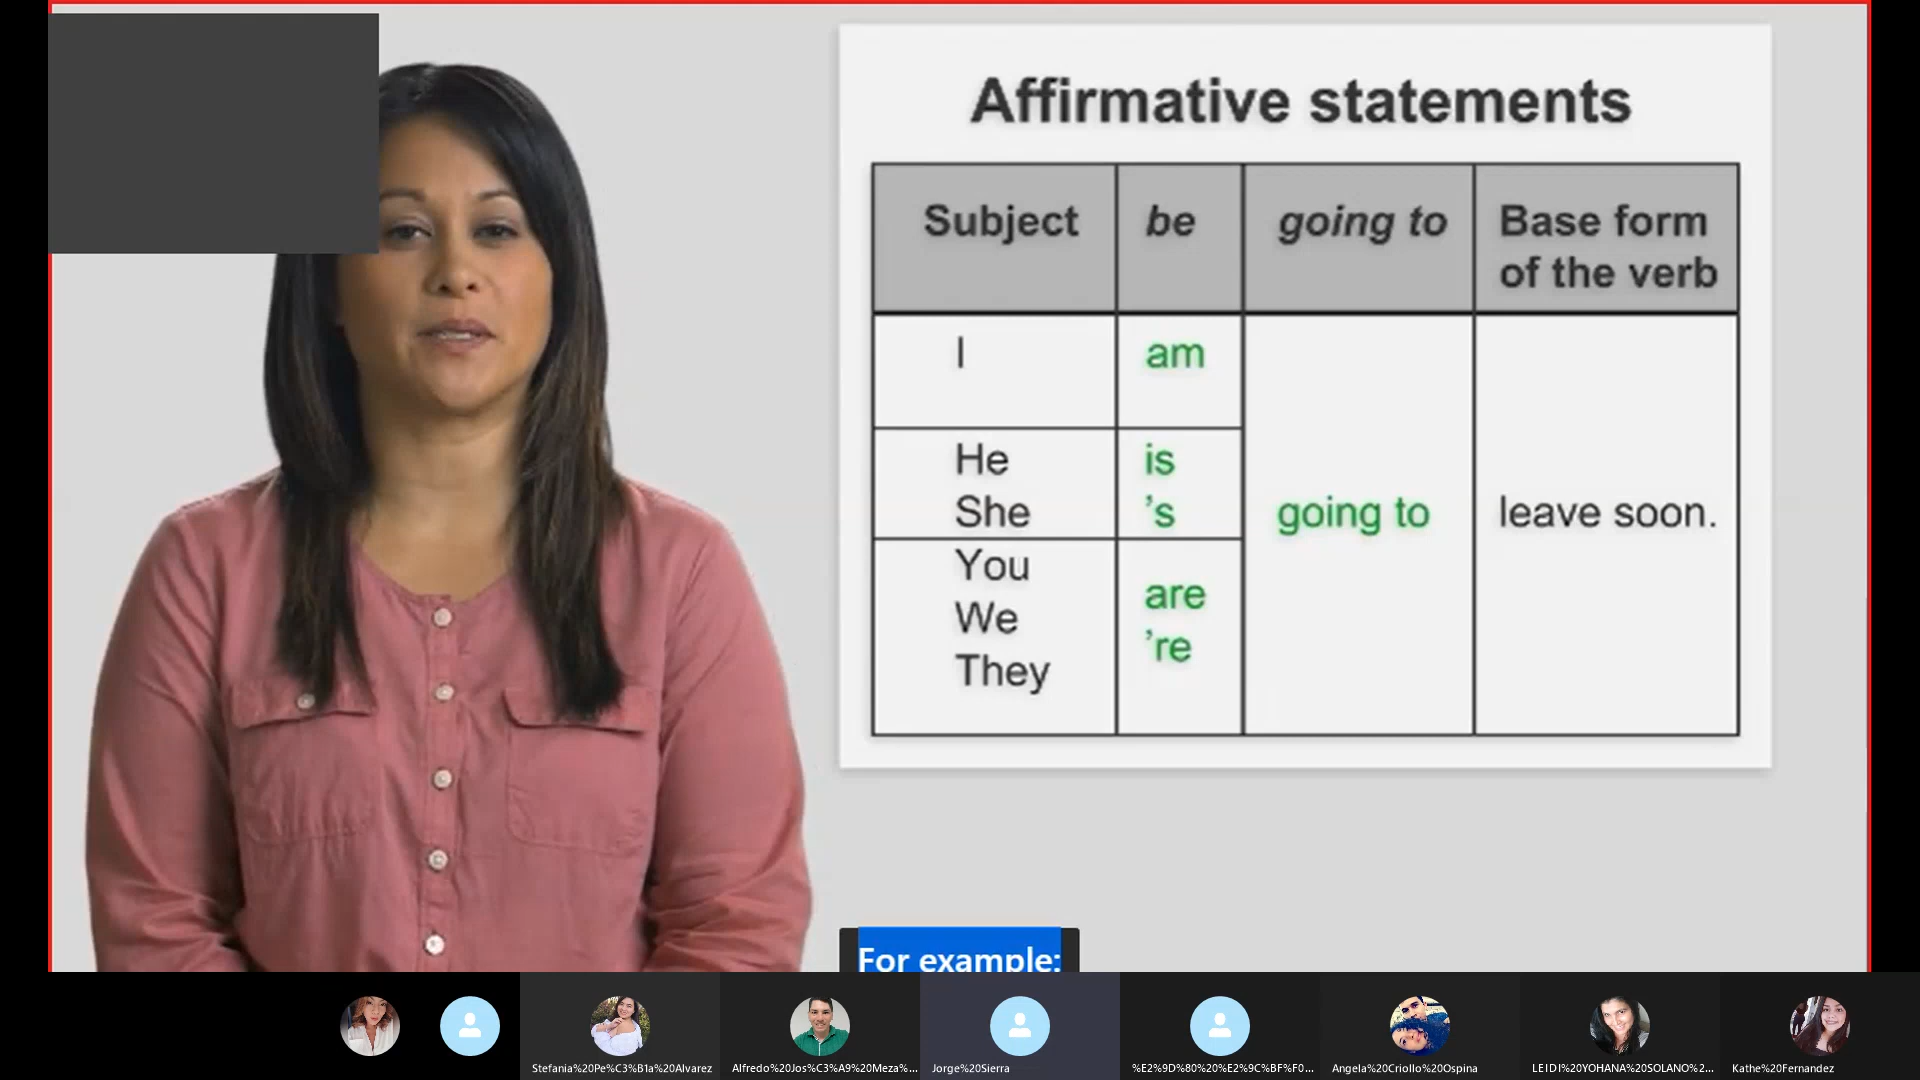 Affirmative statements
Subject be going to Base form
of the verb
I am
He is
She 's going to leave soon.
You
are
We
're
They
For example:
Stefania%20Pe%C3%B1a%20Alvarez
Alfredo%20Jos%C3%A9%20Meza%...
Jorge%20Sierra
%E2%9D%80%20%E2%9C%BF%F0...
Angela%20Criollo%20Ospina
LEIDI%20YOHANA%20SOLANO%2...
Kathe%20Fernandez